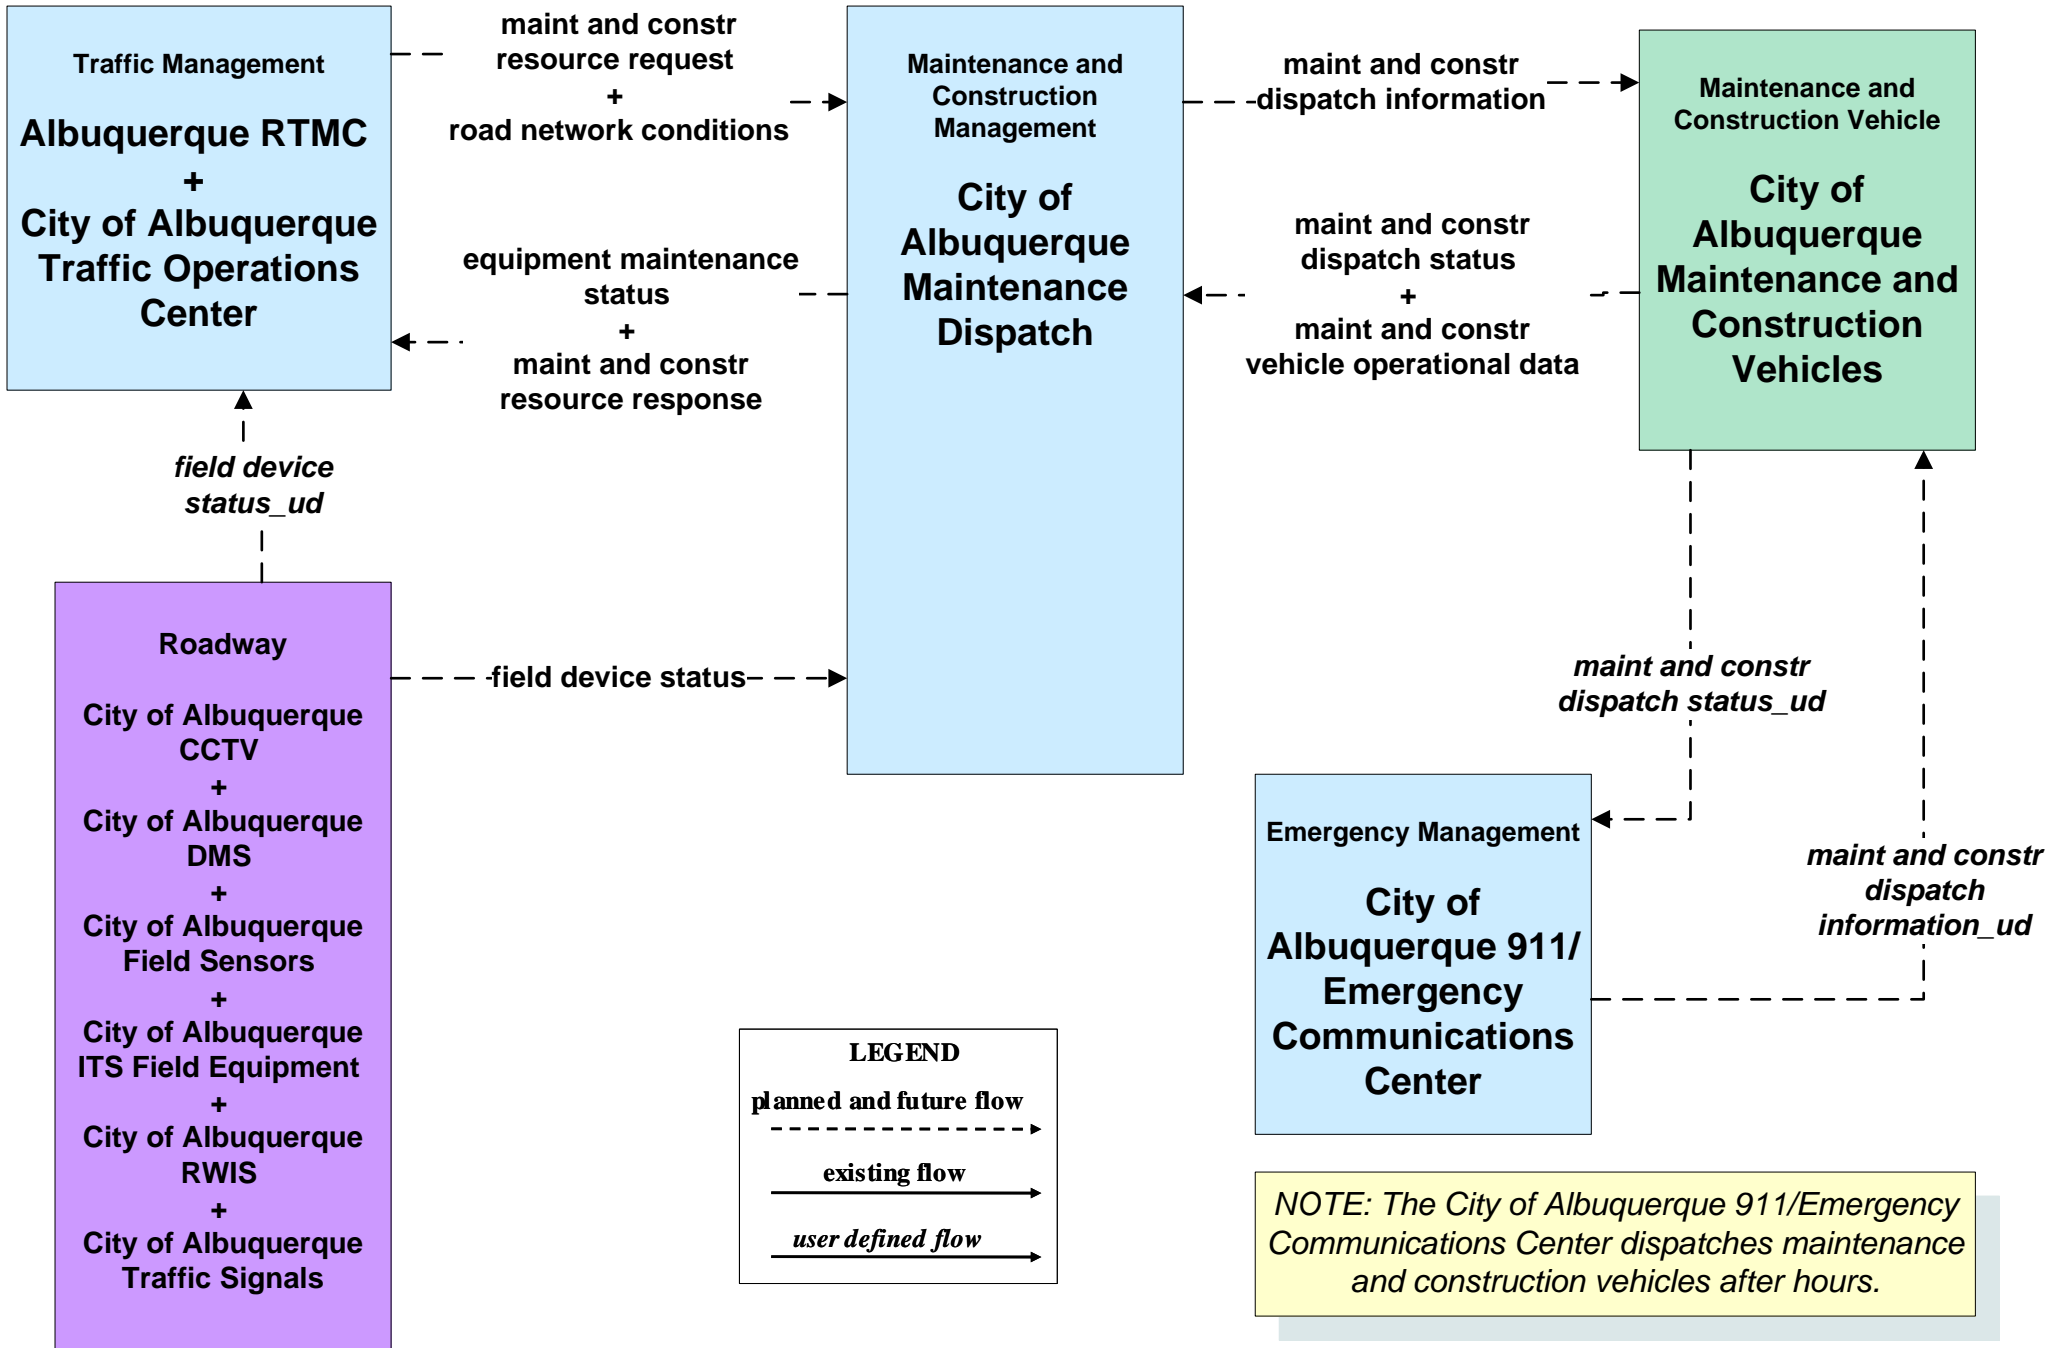 Traffic Management
Albuquerque RTMC
+
City of Albuquerque
Traffic Operations
Center
maint and constr
resource request
+
road network conditions
equipment maintenance
status
+
maint and constr
resource response
Maintenance and
Construction
Management
City of
Albuquerque
Maintenance
Dispatch
maint and constr
dispatch information
maint and constr
dispatch status
+
maint and constr
vehicle operational data
Maintenance and
Construction Vehicle
City of
Albuquerque
Maintenance and
Construction
Vehicles
field device
status_ud
Roadway
City of Albuquerque
CCTV
+
City of Albuquerque
DMS
+
City of Albuquerque
Field Sensors
+
City of Albuquerque
ITS Field Equipment
+
City of Albuquerque
RWIS
+
City of Albuquerque
Traffic Signals
field device status
maint and constr
dispatch status_ud
maint and constr
dispatch
information_ud
Emergency Management
City of
Albuquerque 911/
Emergency
Communications
Center
LEGEND
planned and future flow
existing flow
user defined flow
NOTE: The City of Albuquerque 911/Emergency
Communications Center dispatches maintenance
and construction vehicles after hours.